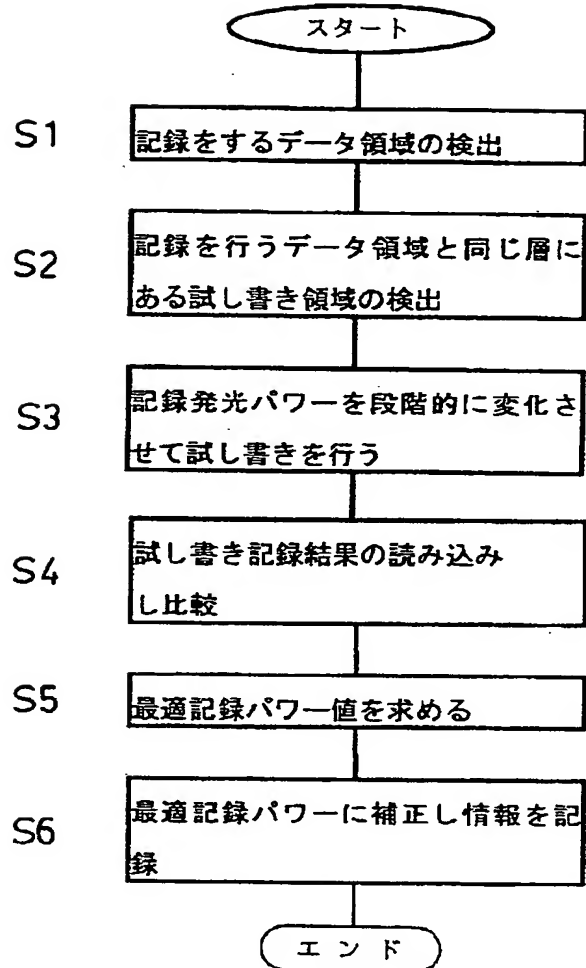 スタート
S1
記録をするデータ領域の検出
S2
記録を行うデータ領域と同じ層に
ある試し書き領域の検出
S3
記録発光パワーを段階的に変化さ
せて試し書きを行う
S4
試し書き記録結果の読み込み
し比較
S5
最適記録パワー値を求める
S6
最適記録パワーに補正し情報を記
録
エンド